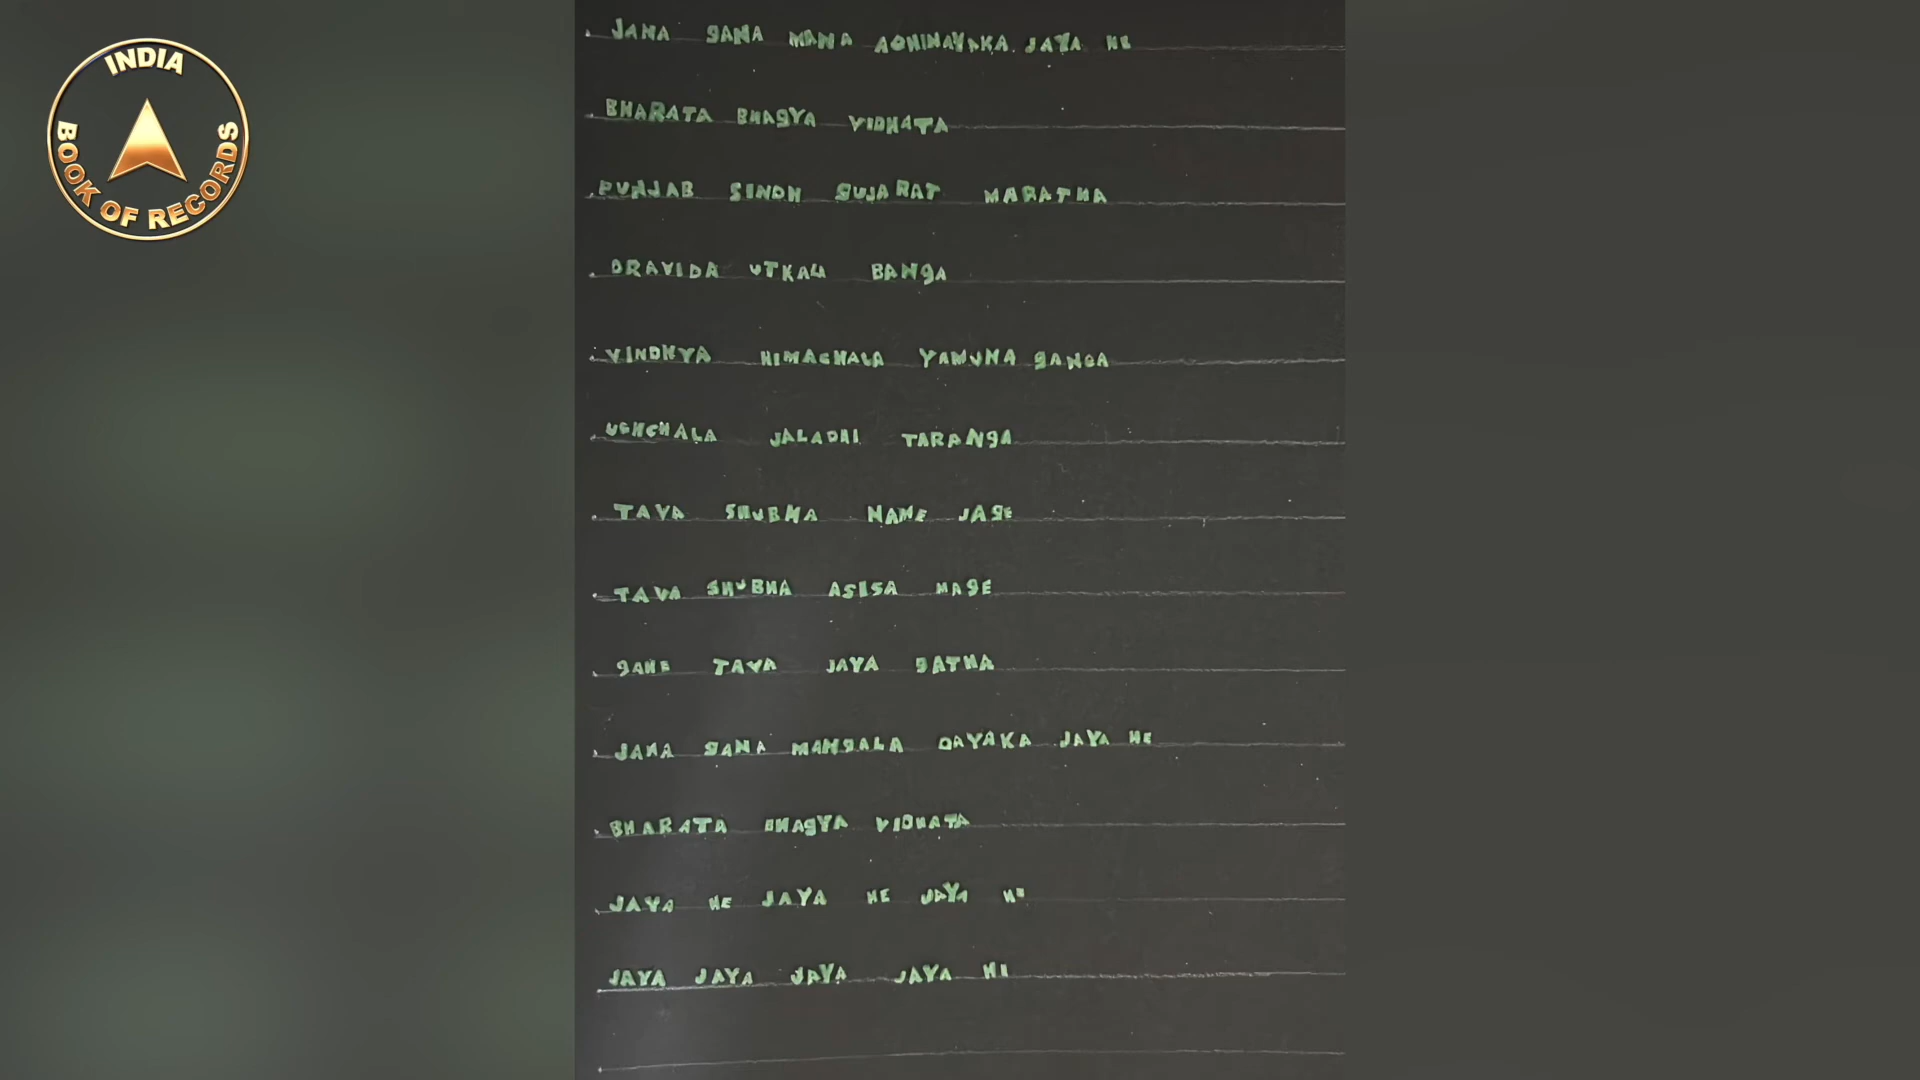 INDIA
BOOK OF RECORDS
JANA GANA MANA ADHINAYAKA JAYA HE
BHARATA BHAGYA VIDHATA
PUNJAB SINDH GUJARAT MARATHA
DRAVIDA UTKALA BANGA
VINDHYA HIMACHALA YAMUNA GANGA
UCHCHALA JALADHI TARANGA
TAVA SHUBHA NAME JAGE
TAVA SHUBHA ASISA MAGE
GAHE TAVA JAYA GATHA
JANA GANA MANGALA DAYAKA JAYA HE
BHARATA BHAGYA VIDHATA
JAYA HE JAYA HE JAYA HE
JAYA JAYA JAYA JAYA HE